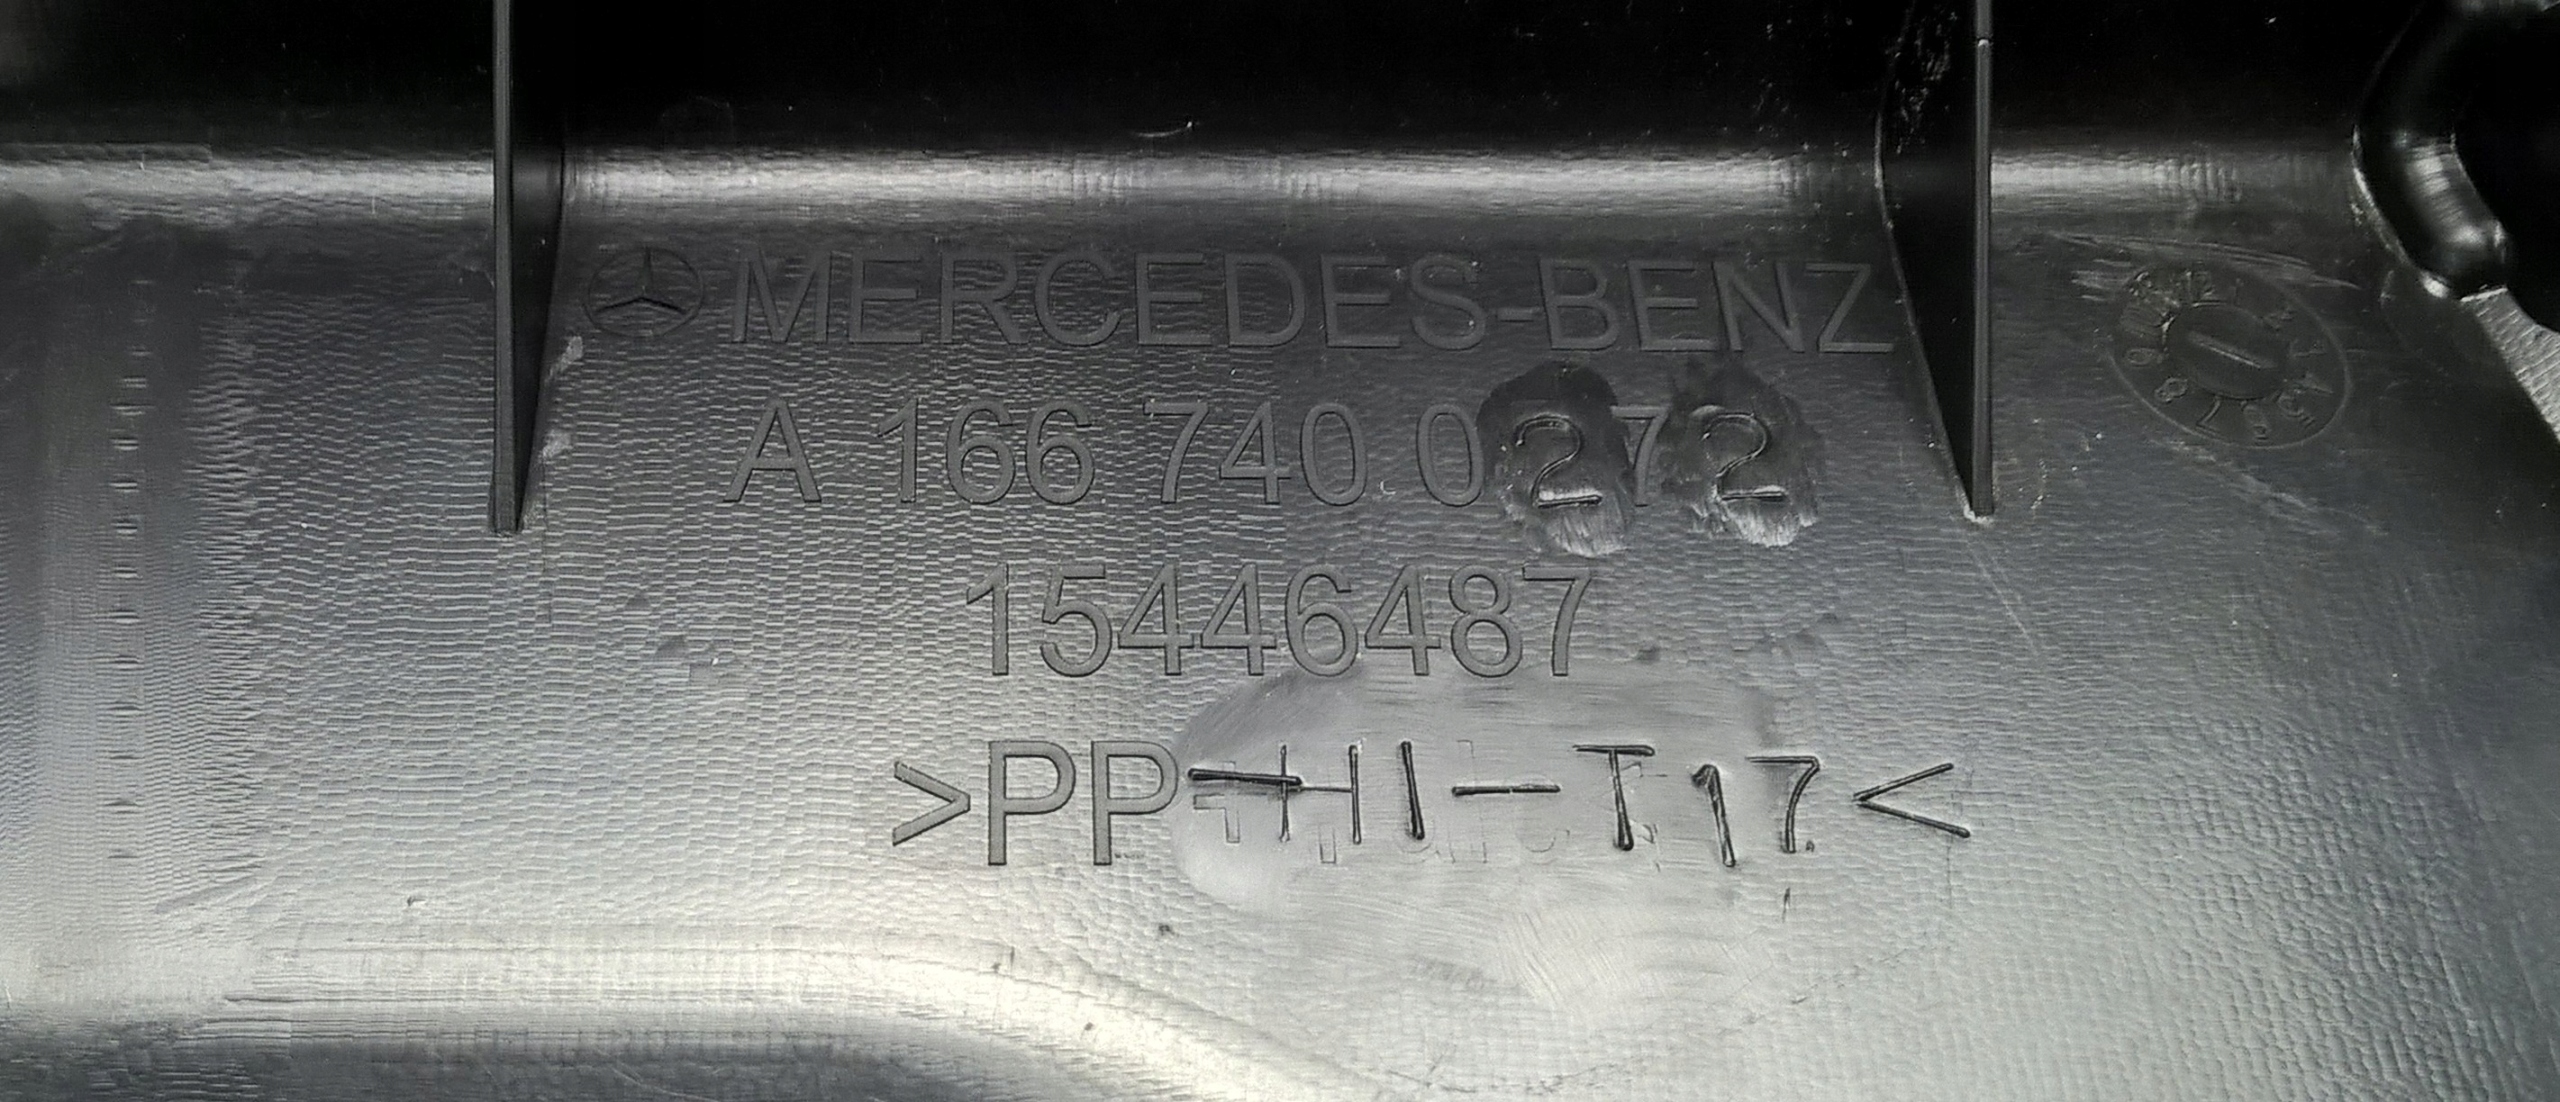 MERCEDES-BENZ
A 166 740 0272
15446487
>PP-HI-T17<